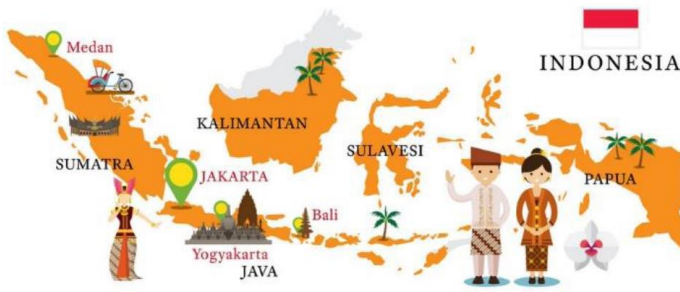 Medan
INDONESIA
KALIMANTAN
SULAVESI
SUMATRA
JAKARTA
PAPUA
Bali
Yogyakarta
JAVA